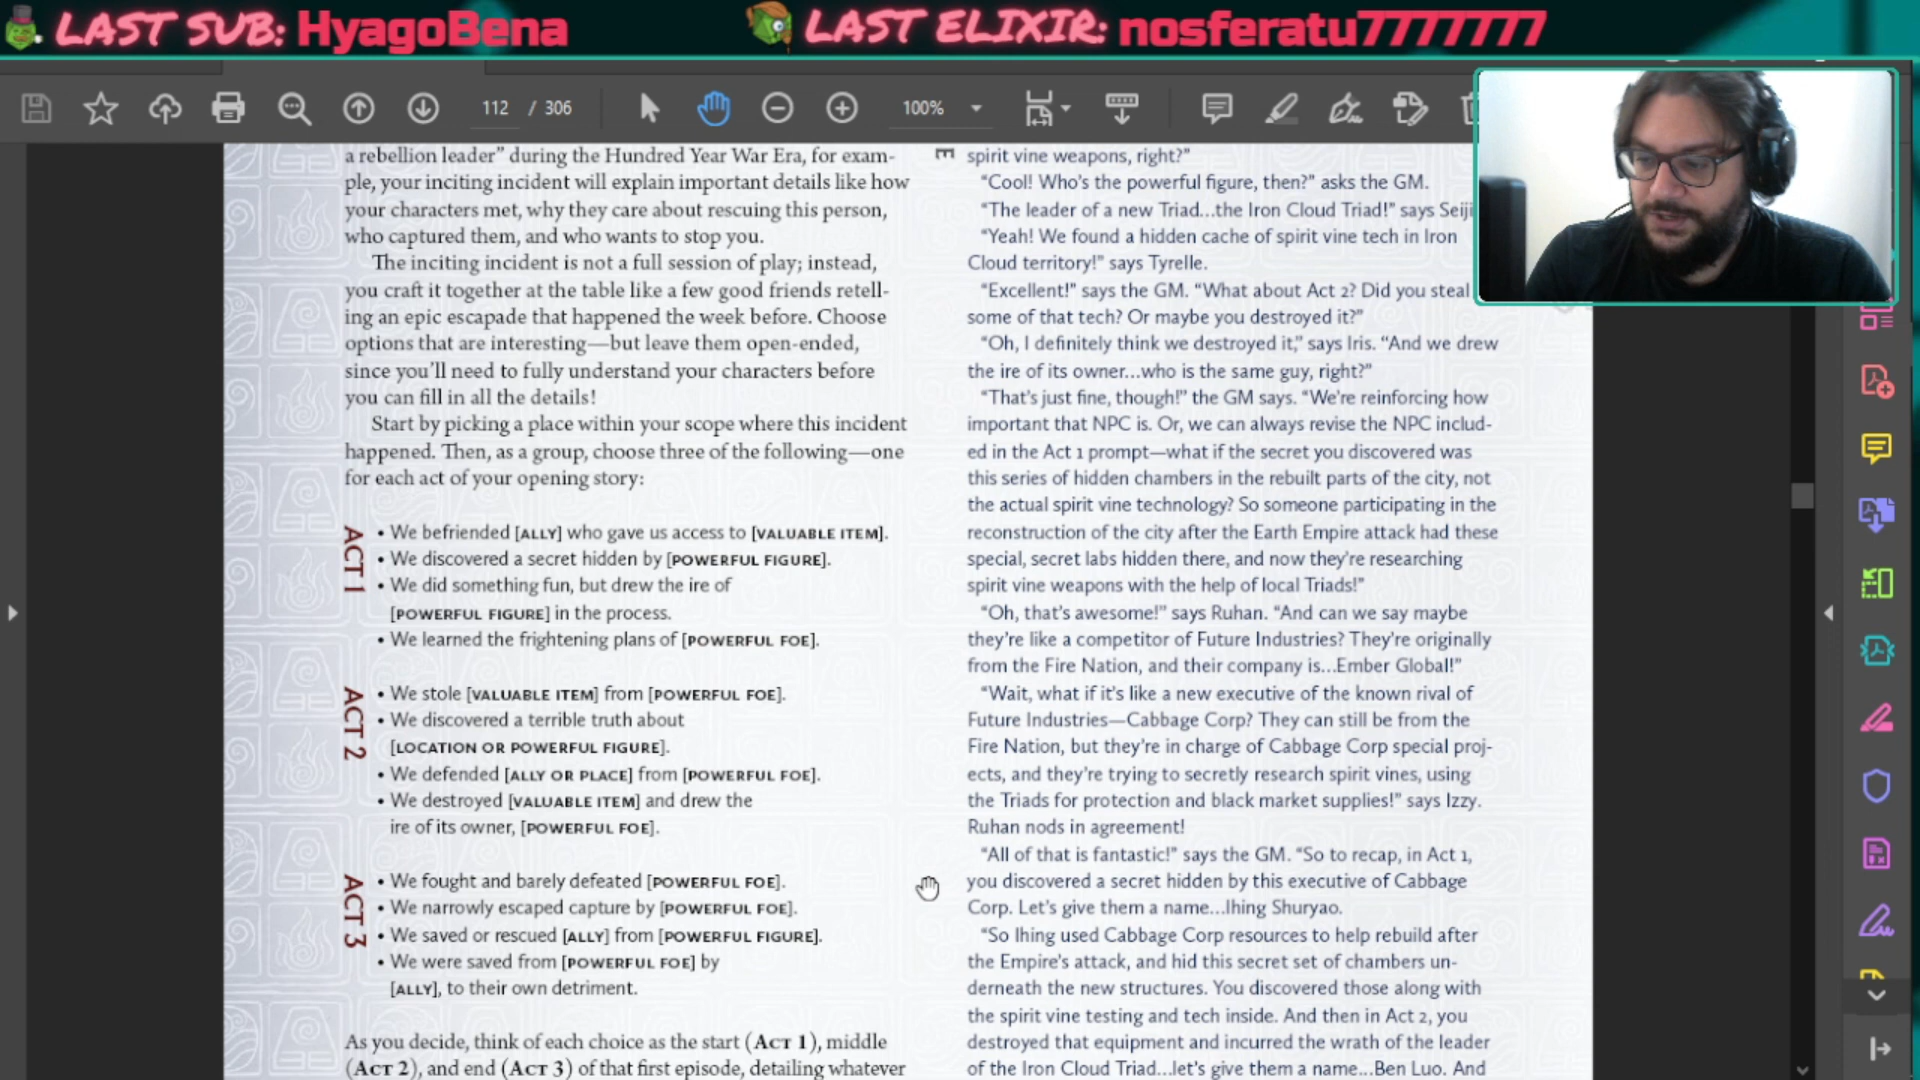 LAST SUB: HyagoBena
LAST ELIXIR: nosferatu7777777
112 / 306
100%
a rebellion leader” during the Hundred Year War Era, for exam-
ple, your inciting incident will explain important details like how
your characters met, why they care about rescuing this person,
who captured them, and who wants to stop you.
The inciting incident is not a full session of play; instead,
you craft it together at the table like a few good friends retell-
ing an epic escapade that happened the week before. Choose
options that are interesting—but leave them open-ended,
since you’ll need to fully understand your characters before
you can fill in all the details!
Start by picking a place within your scope where this incident
happened. Then, as a group, choose three of the following—one
for each act of your opening story:
ACT 1
• We befriended [ALLY] who gave us access to [VALUABLE ITEM].
• We discovered a secret hidden by [POWERFUL FIGURE].
• We did something fun, but drew the ire of
[POWERFUL FIGURE] in the process.
• We learned the frightening plans of [POWERFUL FOE].
ACT 2
• We stole [VALUABLE ITEM] from [POWERFUL FOE].
• We discovered a terrible truth about
[LOCATION OR POWERFUL FIGURE].
• We defended [ALLY OR PLACE] from [POWERFUL FOE].
• We destroyed [VALUABLE ITEM] and drew the
ire of its owner, [POWERFUL FOE].
ACT 3
• We fought and barely defeated [POWERFUL FOE].
• We narrowly escaped capture by [POWERFUL FOE].
• We saved or rescued [ALLY] from [POWERFUL FIGURE].
• We were saved from [POWERFUL FOE] by
[ALLY], to their own detriment.
As you decide, think of each choice as the start (ACT 1), middle
(ACT 2), and end (ACT 3) of that first episode, detailing whatever
E
spirit vine weapons, right?”
“Cool! Who’s the powerful figure, then?” asks the GM.
“The leader of a new Triad...the Iron Cloud Triad!” says Seiji
“Yeah! We found a hidden cache of spirit vine tech in Iron
Cloud territory!” says Tyrelle.
“Excellent!” says the GM. “What about Act 2? Did you steal
some of that tech? Or maybe you destroyed it?”
“Oh, I definitely think we destroyed it,” says Iris. “And we drew
the ire of its owner...who is the same guy, right?”
“That’s just fine, though!” the GM says. “We’re reinforcing how
important that NPC is. Or, we can always revise the NPC includ-
ed in the Act 1 prompt—what if the secret you discovered was
this series of hidden chambers in the rebuilt parts of the city, not
the actual spirit vine technology? So someone participating in the
reconstruction of the city after the Earth Empire attack had these
special, secret labs hidden there, and now they’re researching
spirit vine weapons with the help of local Triads!”
“Oh, that’s awesome!” says Ruhan. “And can we say maybe
they’re like a competitor of Future Industries? They’re originally
from the Fire Nation, and their company is...Ember Global!”
“Wait, what if it’s like a new executive of the known rival of
Future Industries—Cabbage Corp? They can still be from the
Fire Nation, but they’re in charge of Cabbage Corp special proj-
ects, and they’re trying to secretly research spirit vines, using
the Triads for protection and black market supplies!” says Izzy.
Ruhan nods in agreement!
“All of that is fantastic!” says the GM. “So to recap, in Act 1,
you discovered a secret hidden by this executive of Cabbage
Corp. Let’s give them a name...Ihing Shuryao.
“So Ihing used Cabbage Corp resources to help rebuild after
the Empire’s attack, and hid this secret set of chambers un-
derneath the new structures. You discovered those along with
the spirit vine testing and tech inside. And then in Act 2, you
destroyed that equipment and incurred the wrath of the leader
of the Iron Cloud Triad...let’s give them a name...Ben Luo. And